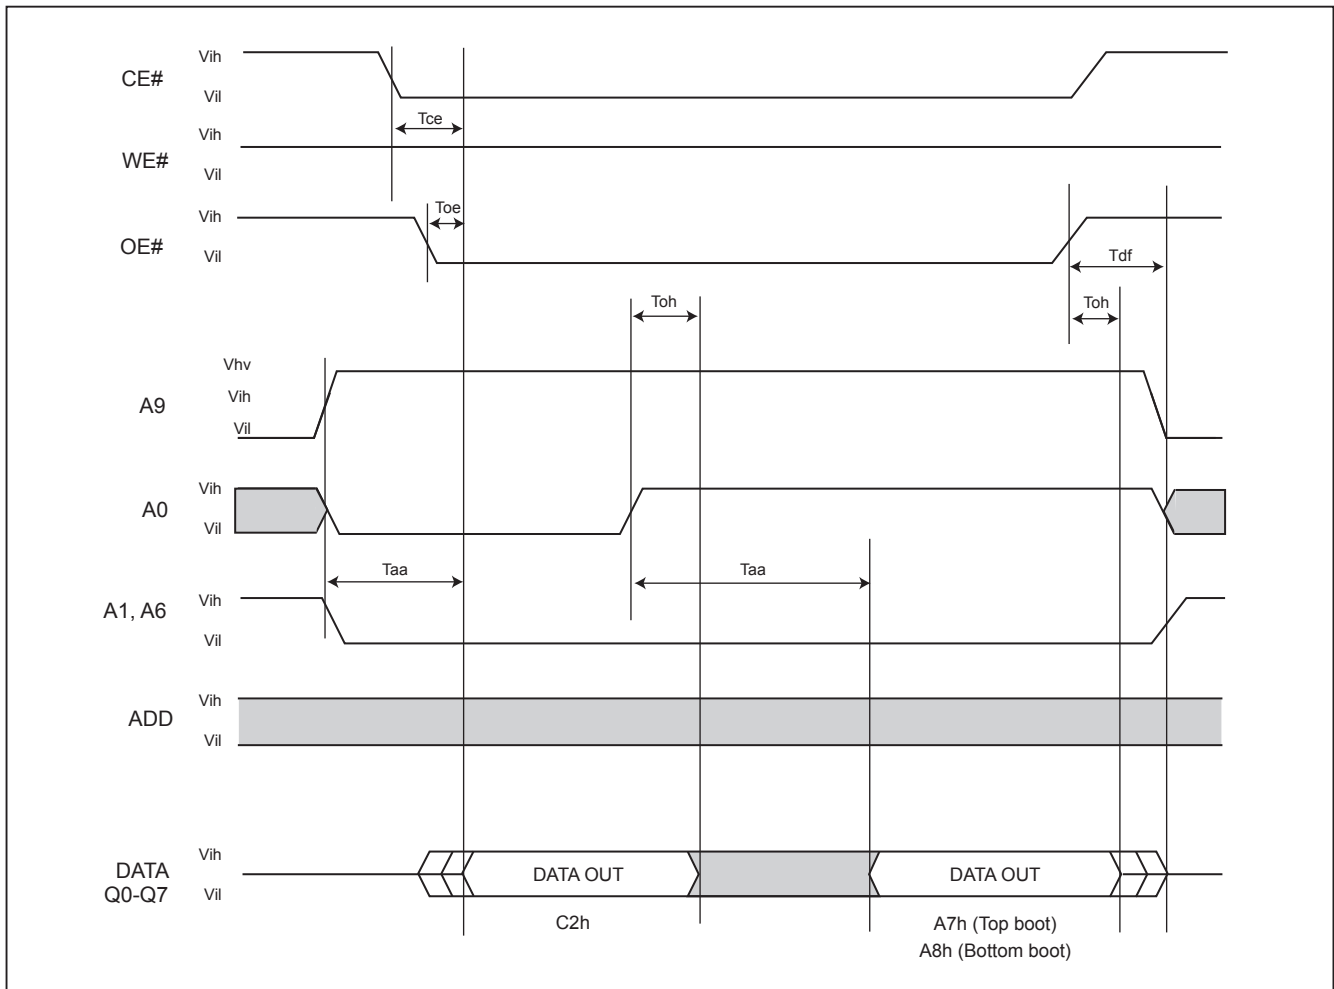 Vih
CE#
Vil
Tce
Vih
WE#
Vil
Toe
Vih
OE#
Vil
Tdf
Toh
Toh
Vhv
Vih
A9
Vil
Vih
A0
Vil
Taa
Taa
Vih
A1, A6
Vil
Vih
ADD
Vil
Vih
DATA
Q0-Q7
Vil
DATA OUT
DATA OUT
C2h
A7h (Top boot)
A8h (Bottom boot)